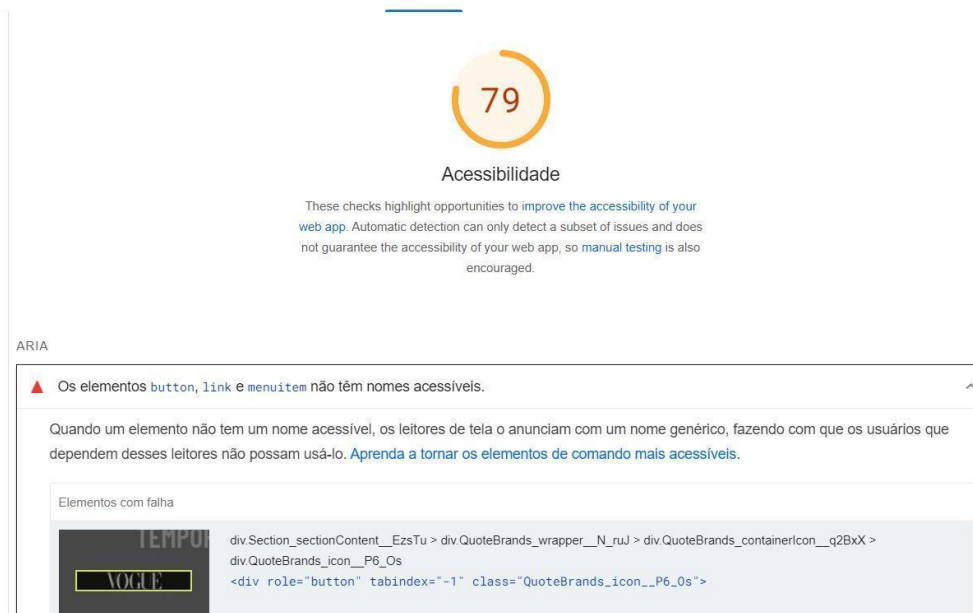 79
Acessibilidade
These checks highlight opportunities to improve the accessibility of your
web app. Automatic detection can only detect a subset of issues and does
not guarantee the accessibility of your web app, so manual testing is also
encouraged.
ARIA
Os elementos button, link e menuitem não têm nomes acessíveis.
Quando um elemento não tem um nome acessível, os leitores de tela o anunciam com um nome genérico, fazendo com que os usuários que
dependem desses leitores não possam usá-lo. Aprenda a tornar os elementos de comando mais acessíveis.
Elementos com falha
TEMPOR
VOGUE
div.Section_sectionContent__EzsTu > div.QuoteBrands_wrapper__N_ruJ > div.QuoteBrands_containerIcon__q2BxX >
div.QuoteBrands_icon__P6_Os
<div role="button" tabindex="-1" class="QuoteBrands_icon__P6_Os">